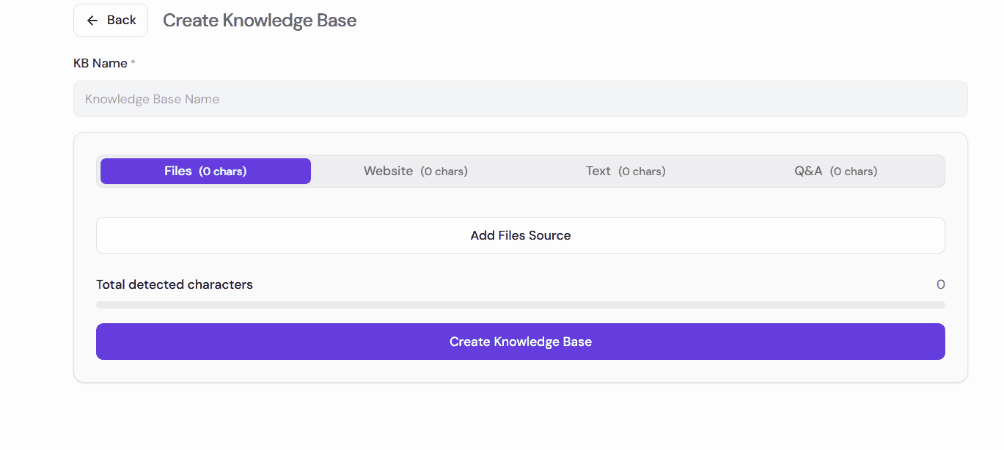 Back Create Knowledge Base
KB Name *
Knowledge Base Name
Files (0 chars) Website (0 chars) Text (0 chars) Q&A (0 chars)
Add Files Source
Total detected characters 0
Create Knowledge Base